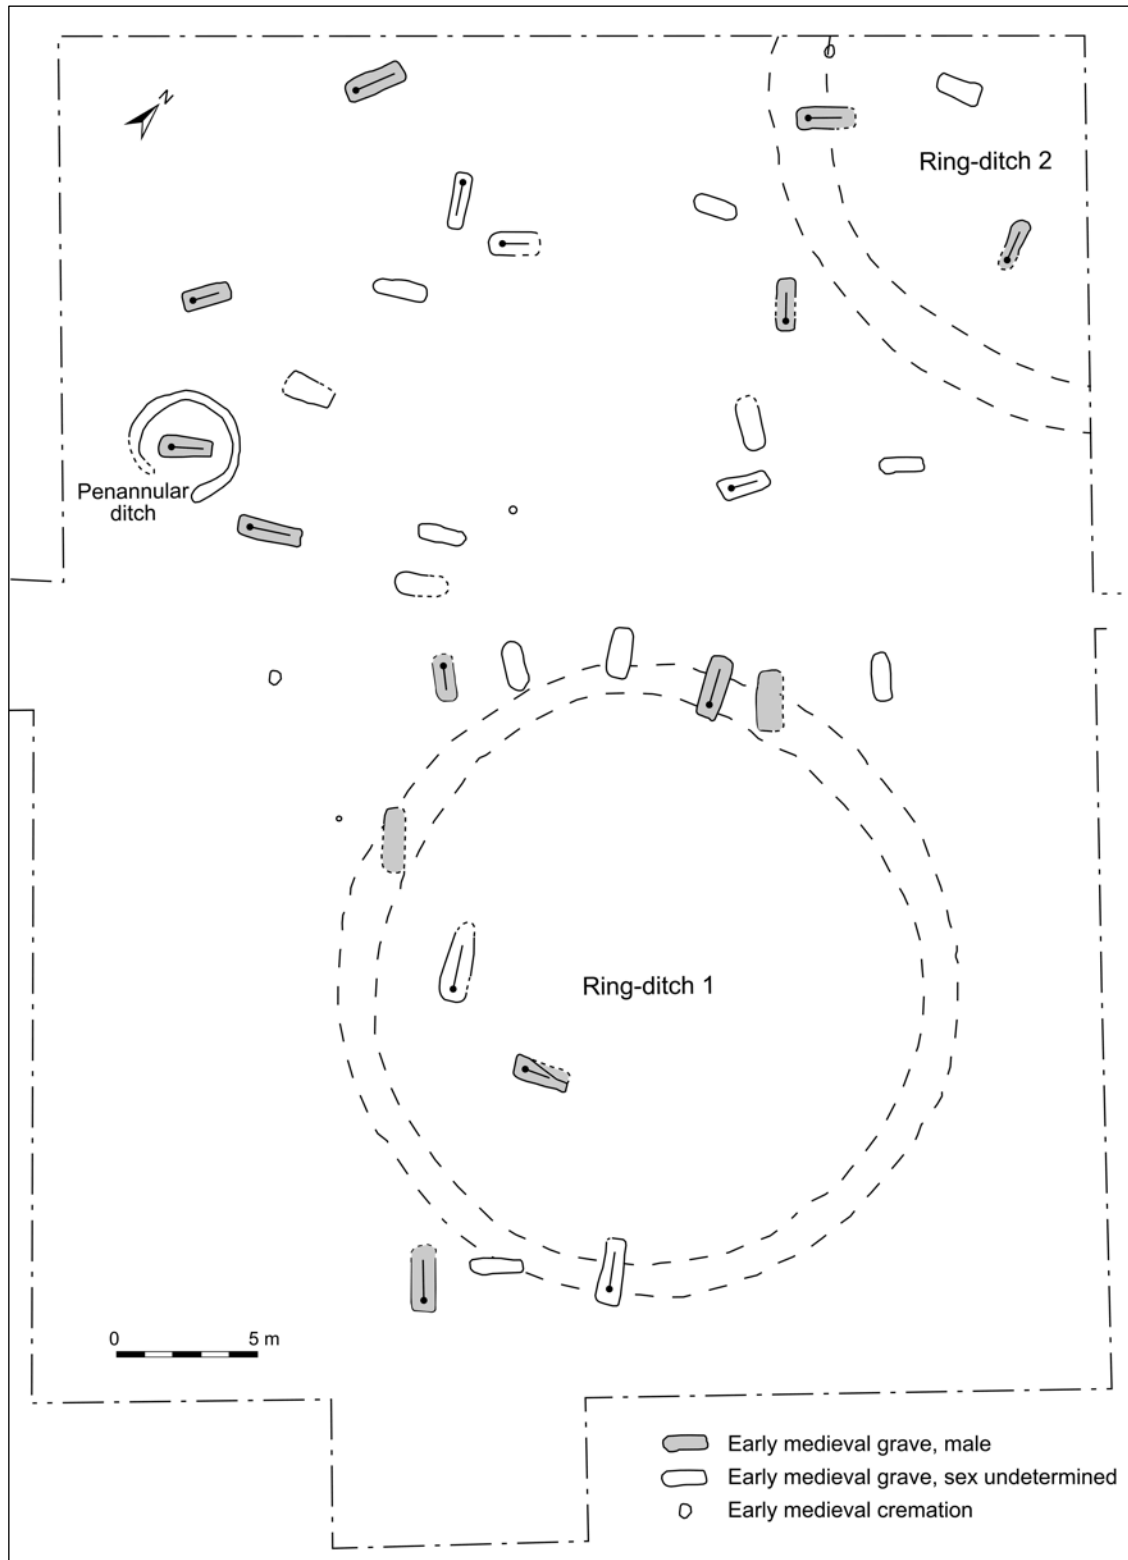 N
Ring-ditch 2
Penannular
ditch
Ring-ditch 1
0 5 m
Early medieval grave, male
Early medieval grave, sex undetermined
Early medieval cremation